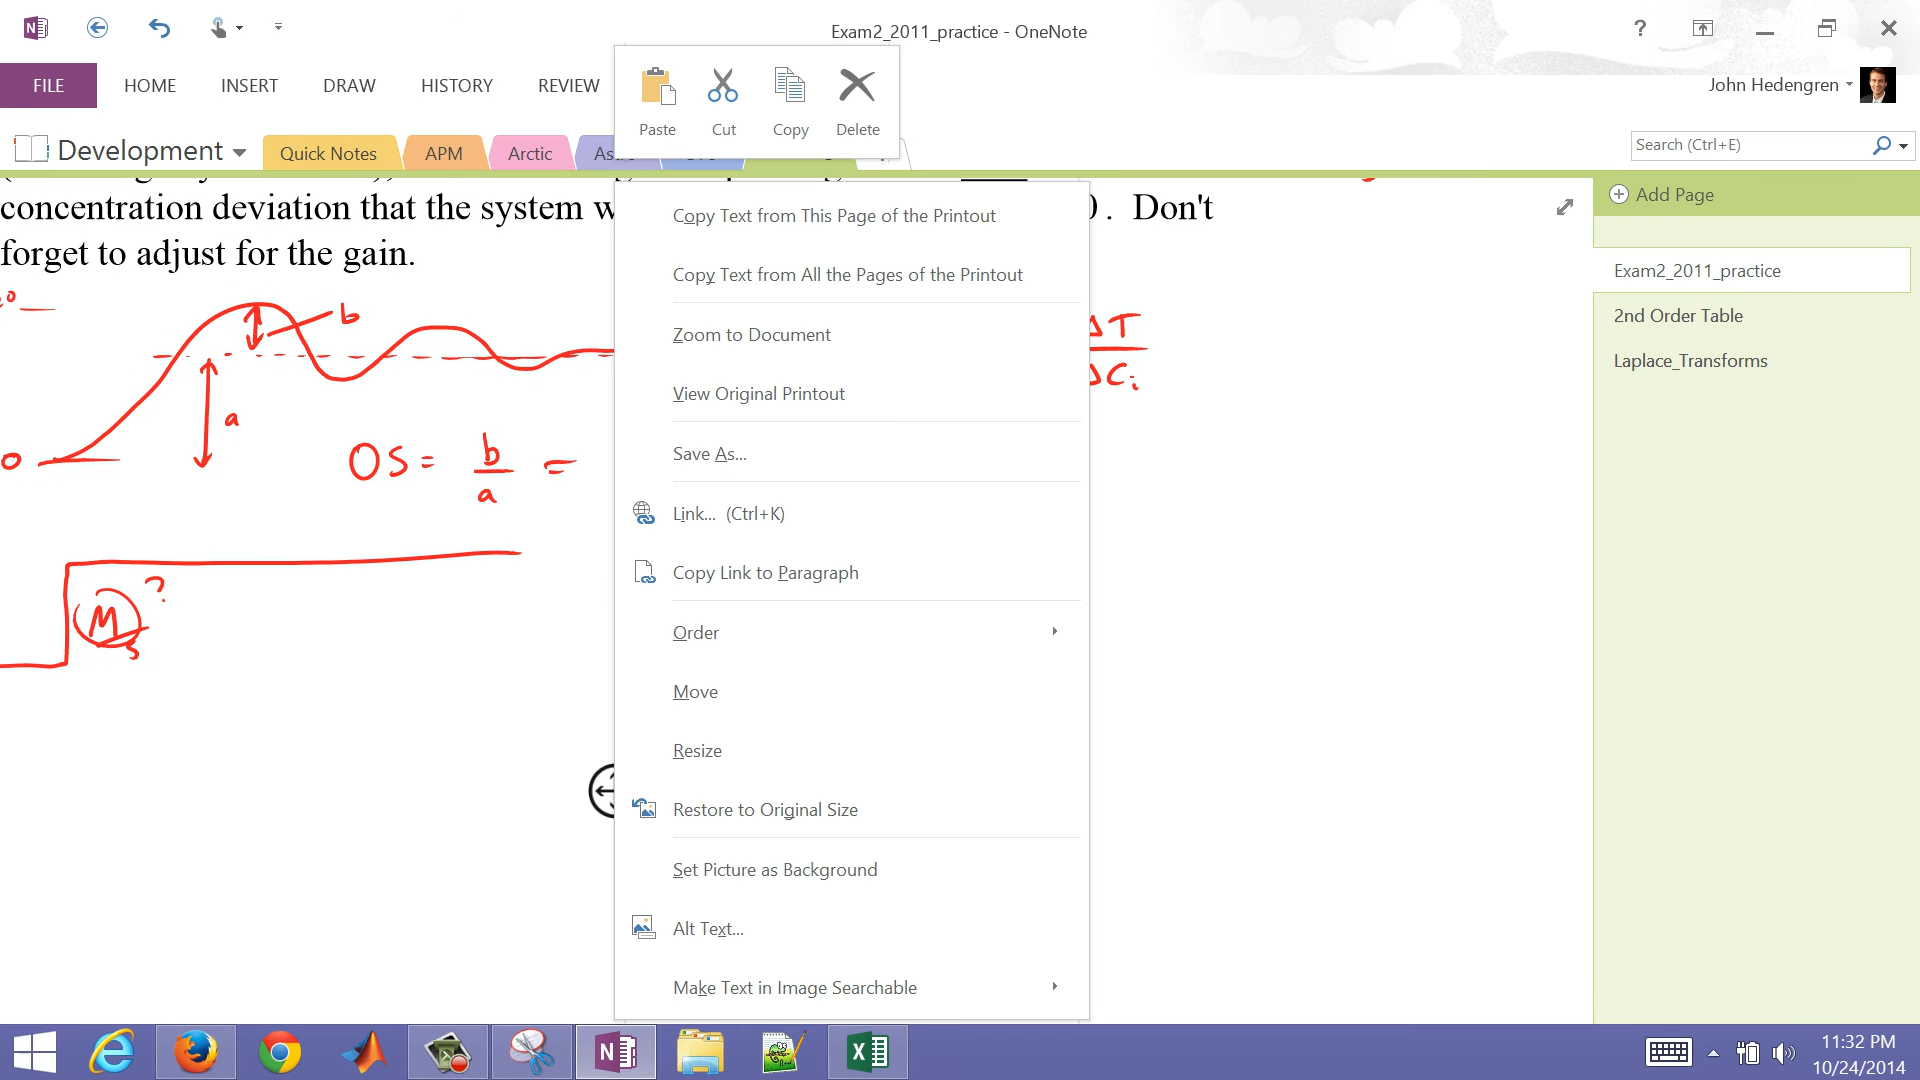 Exam2_2011_practice - OneNote
?
FILE HOME INSERT DRAW HISTORY REVIEW
John Hedengren
Paste Cut Copy Delete
Development Quick Notes APM Arctic
Search (Ctrl+E)
concentration deviation that the system w 0. Don't
forget to adjust for the gain.
b
a
0
OS = b/a =
ΔT
ΔCi
M ?
s
Copy Text from This Page of the Printout
Copy Text from All the Pages of the Printout
Zoom to Document
View Original Printout
Save As...
Link... (Ctrl+K)
Copy Link to Paragraph
Order
Move
Resize
Restore to Original Size
Set Picture as Background
Alt Text...
Make Text in Image Searchable
Add Page
Exam2_2011_practice
2nd Order Table
Laplace_Transforms
11:32 PM
10/24/2014